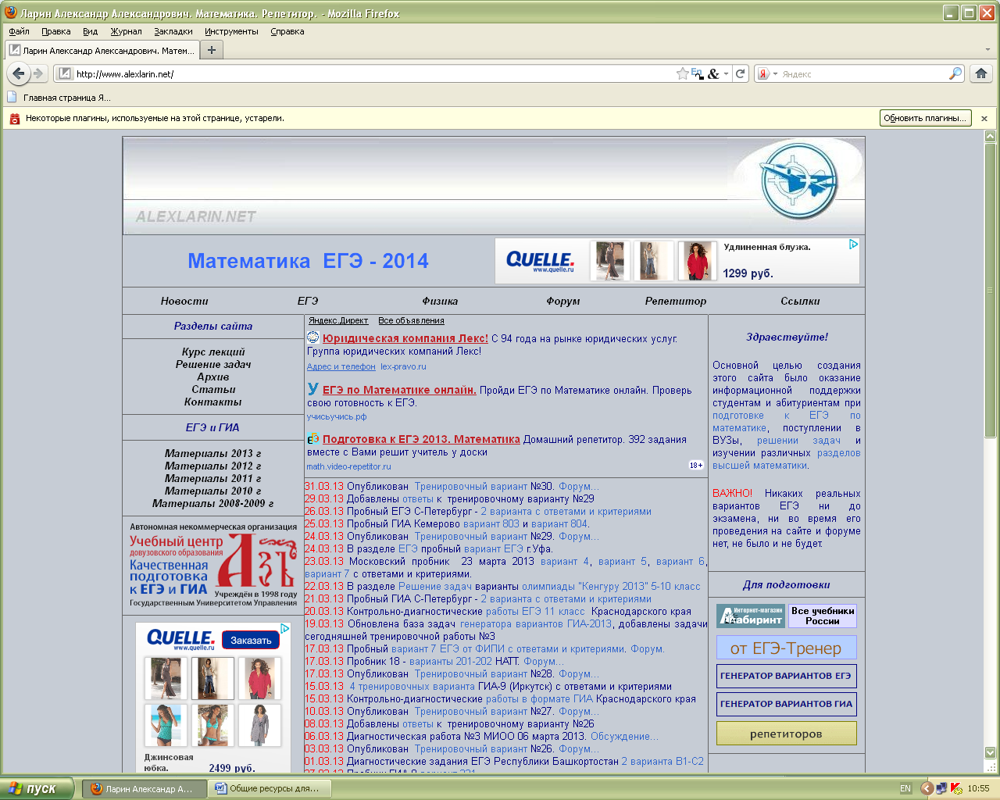 Ларин Александр Александрович. Математика. Репетитор. - Mozilla Firefox
Файл Правка Вид Журнал Закладки Инструменты Справка
Ларин Александр Александрович. Матем...
http://www.alexlarin.net/
Яндекс
Главная страница Я...
Некоторые плагины, используемые на этой странице, устарели.
Обновить плагины...
ALEXLARIN.NET
Математика ЕГЭ - 2014
QUELLE.
www.quelle.ru
Удлиненная блузка.
1299 руб.
Новости ЕГЭ Физика Форум Репетитор Ссылки
Разделы сайта
Курс лекций
Решение задач
Архив
Статьи
Контакты
ЕГЭ и ГИА
Материалы 2013 г
Материалы 2012 г
Материалы 2011 г
Материалы 2010 г
Материалы 2008-2009 г
Автономная некоммерческая организация
Учебный центр
довузовского образования
Качественная
подготовка
к ЕГЭ и ГИА
Азъ
Учреждён в 1998 году
Государственным Университетом Управления
QUELLE.
www.quelle.ru
Заказать
Джинсовая
юбка.
2499 руб.
Яндекс.Директ Все объявления
Юридическая компания Лекс! С 94 года на рынке юридических услуг.
Группа юридических компаний Лекс!
Адрес и телефон lex-pravo.ru
У ЕГЭ по Математике онлайн. Пройди ЕГЭ по Математике онлайн. Проверь
свою готовность к ЕГЭ.
учисьучись.рф
Подготовка к ЕГЭ 2013. Математика Домашний репетитор. 392 задания
вместе с Вами решит учитель у доски
math.video-repetitor.ru
18+
31.03.13 Опубликован Тренировочный вариант №30. Форум...
29.03.13 Добавлены ответы к тренировочному варианту №29
26.03.13 Пробный ЕГЭ С-Петербург - 2 варианта с ответами и критериями
25.03.13 Пробный ГИА Кемерово вариант 803 и вариант 804.
24.03.13 Опубликован Тренировочный вариант №29. Форум...
24.03.13 В разделе ЕГЭ пробный вариант ЕГЭ г.Уфа.
23.03.13 Московский пробник 23 марта 2013 вариант 4, вариант 5, вариант 6,
вариант 7 с ответами и критериями.
22.03.13 В разделе Решение задач варианты олимпиады "Кенгуру 2013" 5-10 класс
21.03.13 Пробный ГИА С-Петербург - 2 варианта с ответами и критериями
20.03.13 Контрольно-диагностические работы ЕГЭ 11 класс Краснодарского края
19.03.13 Обновлена база задач генератора вариантов ГИА-2013, добавлены задачи
сегодняшней тренировочной работы №3
17.03.13 Пробный вариант 7 ЕГЭ от ФИПИ с ответами и критериями. Форум.
17.03.13 Пробник 18 - варианты 201-202 НАТТ. Форум...
17.03.13 Опубликован Тренировочный вариант №28. Форум...
15.03.13 4 тренировочных варианта ГИА-9 (Иркутск) с ответами и критериями
15.03.13 Контрольно-диагностические работы в формате ГИА Краснодарского края
10.03.13 Опубликован Тренировочный вариант №27. Форум...
08.03.13 Добавлены ответы к тренировочному варианту №26
06.03.13 Диагностическая работа №3 МИОО 06 марта 2013. Обсуждение...
03.03.13 Опубликован Тренировочный вариант №26. Форум...
01.03.13 Диагностические задания ЕГЭ Республики Башкортостан 2 варианта В1-С2
Здравствуйте!
Основной целью создания
этого сайта было оказание
информационной поддержки
студентам и абитуриентам при
подготовке к ЕГЭ по
математике, поступлении в
ВУЗы, решении задач и
изучении различных разделов
высшей математики.
ВАЖНО! Никаких реальных
вариантов ЕГЭ ни до
экзамена, ни во время его
проведения на сайте и форуме
нет, не было и не будет.
Для подготовки
Интернет-магазин
Лабиринт
Все учебники
России
от ЕГЭ-Тренер
ГЕНЕРАТОР ВАРИАНТОВ ЕГЭ
ГЕНЕРАТОР ВАРИАНТОВ ГИА
репетиторов
пуск
Ларин Александр А...
Общие ресурсы для...
EN
10:55